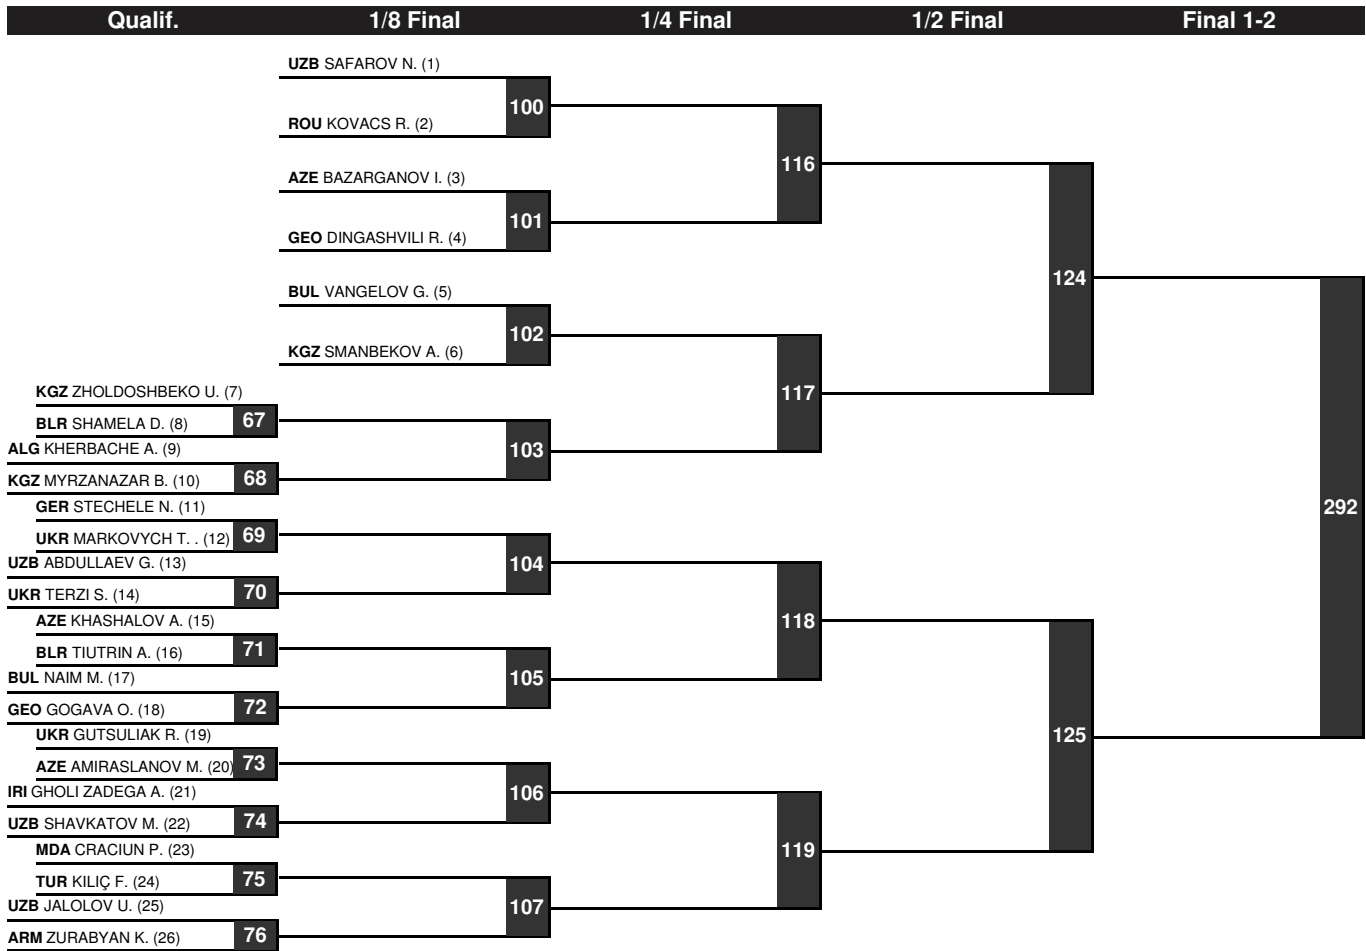 Qualif. 1/8 Final 1/4 Final 1/2 Final Final 1-2
UZB SAFAROV N. (1)
100
ROU KOVACS R. (2)
116
AZE BAZARGANOV I. (3)
101
GEO DINGASHVILI R. (4)
124
BUL VANGELOV G. (5)
102
KGZ SMANBEKOV A. (6)
KGZ ZHOLDOSHBEKO U. (7)
117
BLR SHAMELA D. (8) 67
ALG KHERBACHE A. (9)
103
KGZ MYRZANAZAR B. (10) 68
GER STECHELE N. (11)
292
UKR MARKOVYCH T. . (12) 69
UZB ABDULLAEV G. (13)
104
UKR TERZI S. (14) 70
AZE KHASHALOV A. (15)
118
BLR TIUTRIN A. (16) 71
BUL NAIM M. (17)
105
GEO GOGAVA O. (18) 72
UKR GUTSULIAK R. (19)
125
AZE AMIRASLANOV M. (20) 73
IRI GHOLI ZADEGA A. (21)
106
UZB SHAVKATOV M. (22) 74
MDA CRACIUN P. (23)
119
TUR KILIÇ F. (24) 75
UZB JALOLOV U. (25)
107
ARM ZURABYAN K. (26) 76